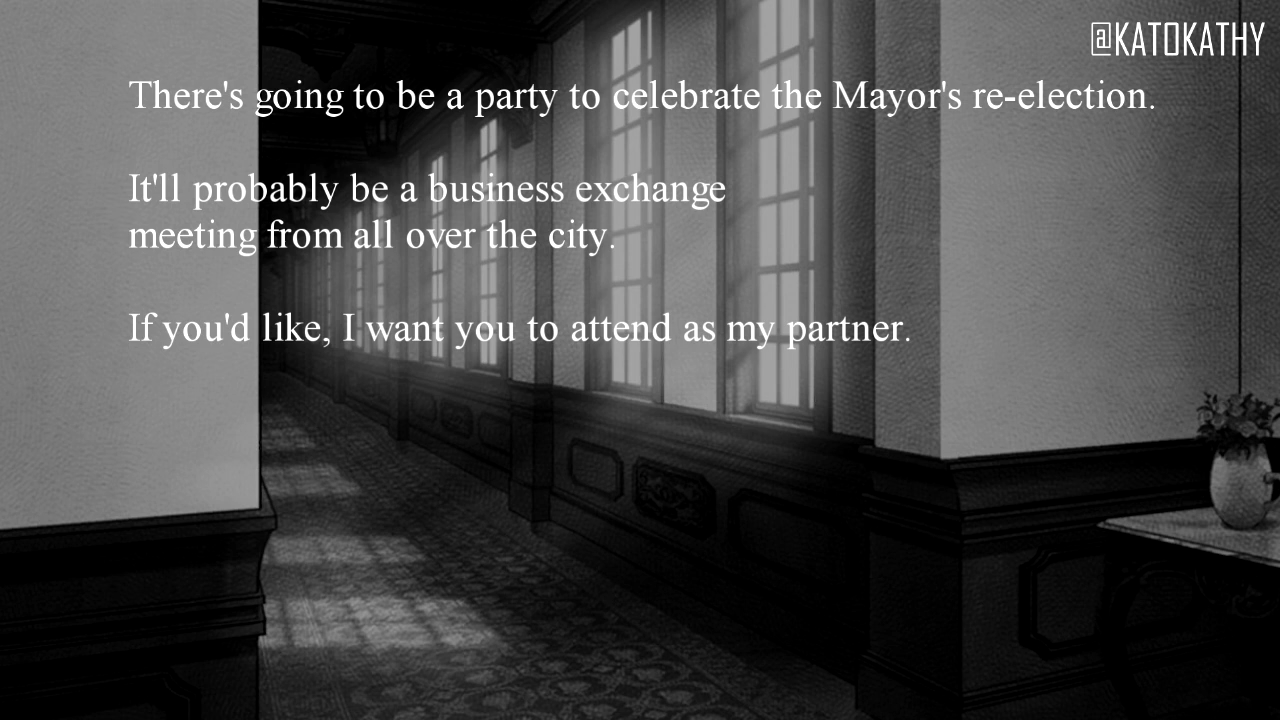 @KATOKATHY
There's going to be a party to celebrate the Mayor's re-election.
It'll probably be a business exchange
meeting from all over the city.
If you'd like, I want you to attend as my partner.